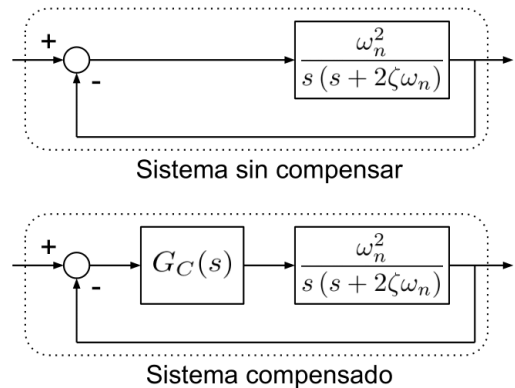 +
ω_n^2
s (s + 2ζω_n)
-
Sistema sin compensar
+
G_C(s)
ω_n^2
s (s + 2ζω_n)
-
Sistema compensado